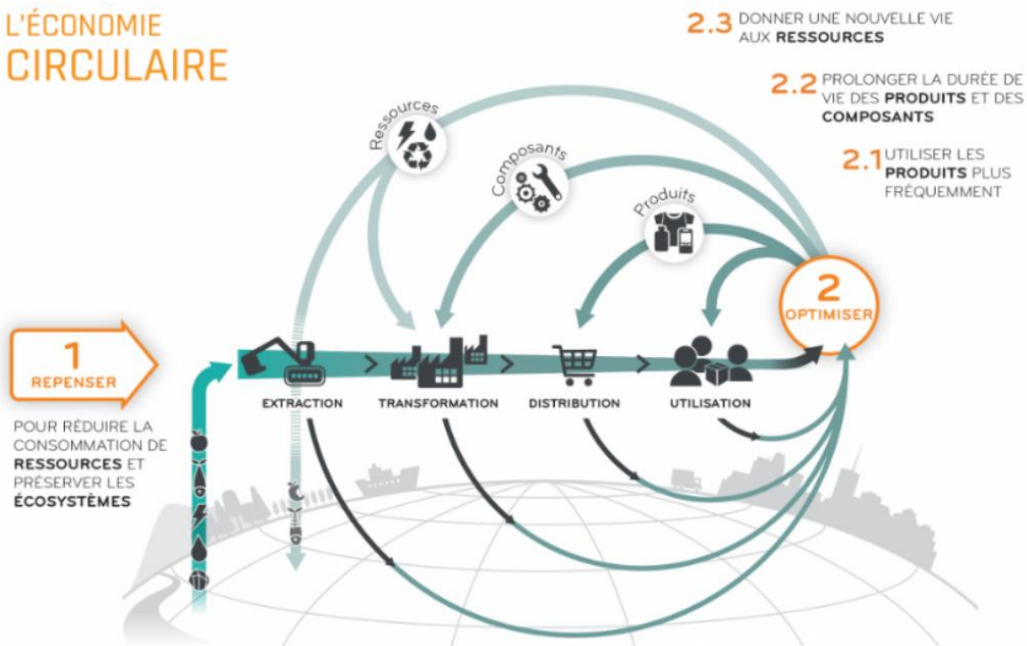 L'ÉCONOMIE
CIRCULAIRE
2.3 DONNER UNE NOUVELLE VIE
AUX RESSOURCES
2.2 PROLONGER LA DURÉE DE
VIE DES PRODUITS ET DES
COMPOSANTS
2.1 UTILISER LES
PRODUITS PLUS
FRÉQUEMMENT
Ressources
Composants
Produits
2
OPTIMISER
1
REPENSER
POUR RÉDUIRE LA
CONSOMMATION DE
RESSOURCES ET
PRÉSERVER LES
ÉCOSYSTÈMES
EXTRACTION
TRANSFORMATION
DISTRIBUTION
UTILISATION